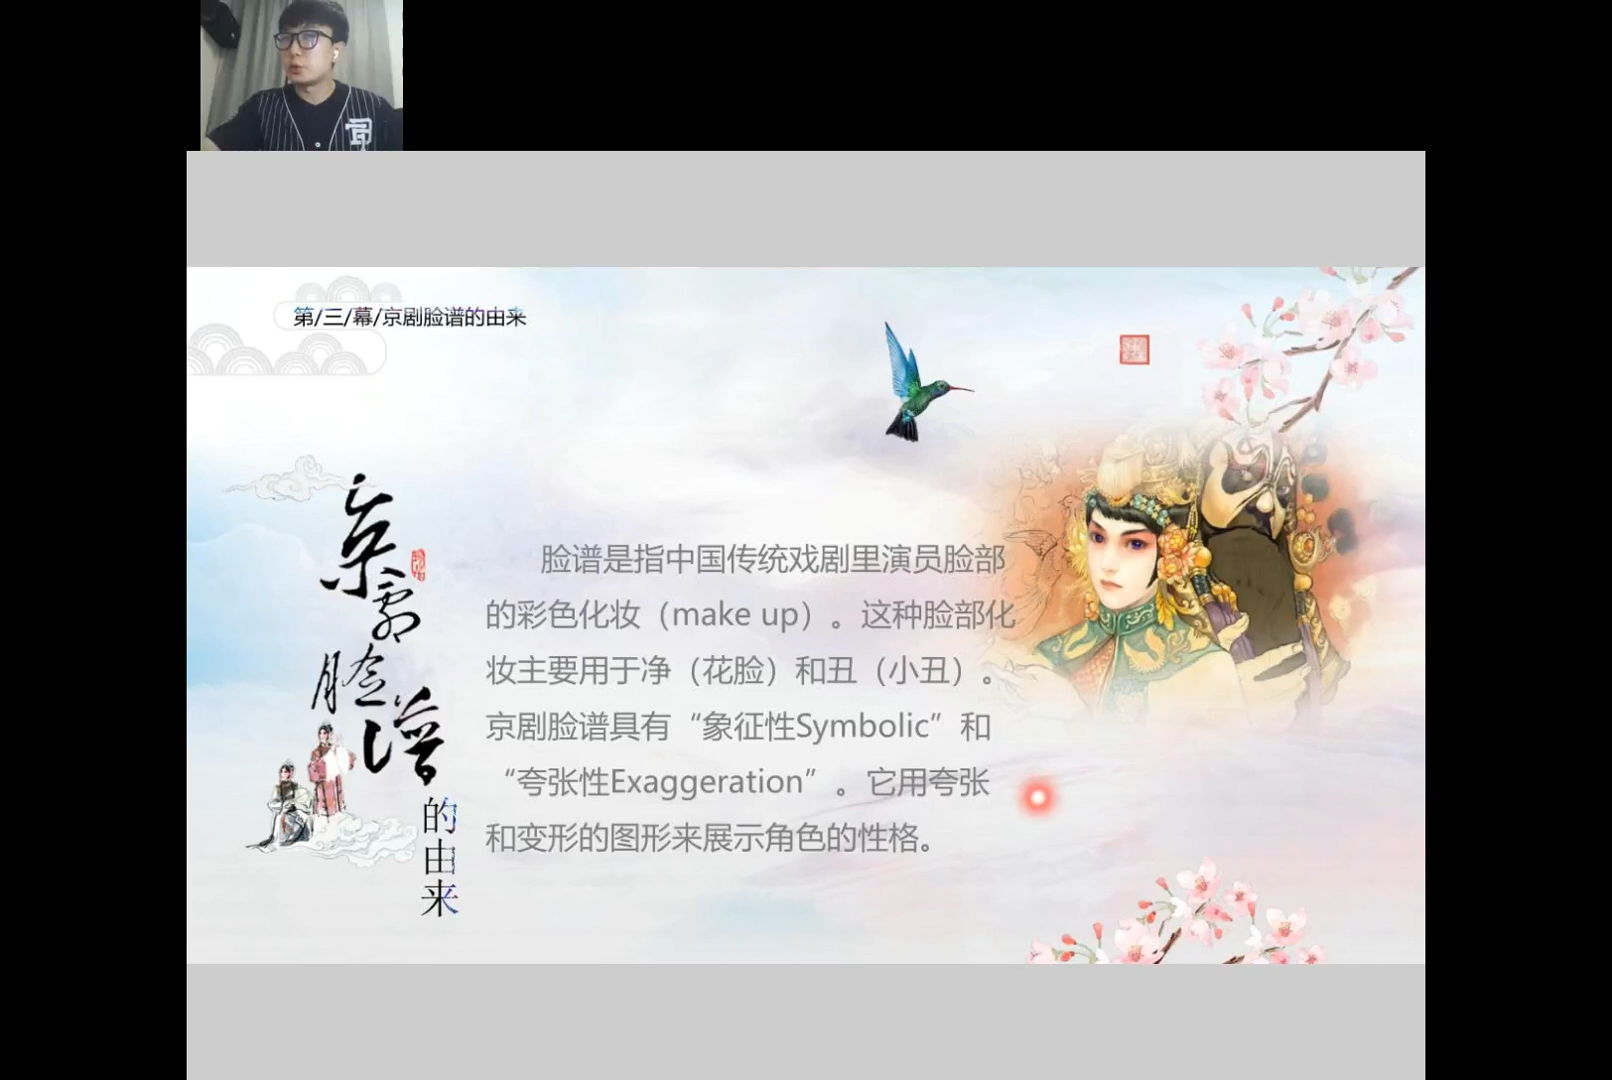 第/三/幕/京剧脸谱的由来
京剧脸谱的由来
脸谱是指中国传统戏剧里演员脸部
的彩色化妆（make up）。这种脸部化
妆主要用于净（花脸）和丑（小丑）。
京剧脸谱具有“象征性Symbolic”和
“夸张性Exaggeration”。它用夸张
和变形的图形来展示角色的性格。